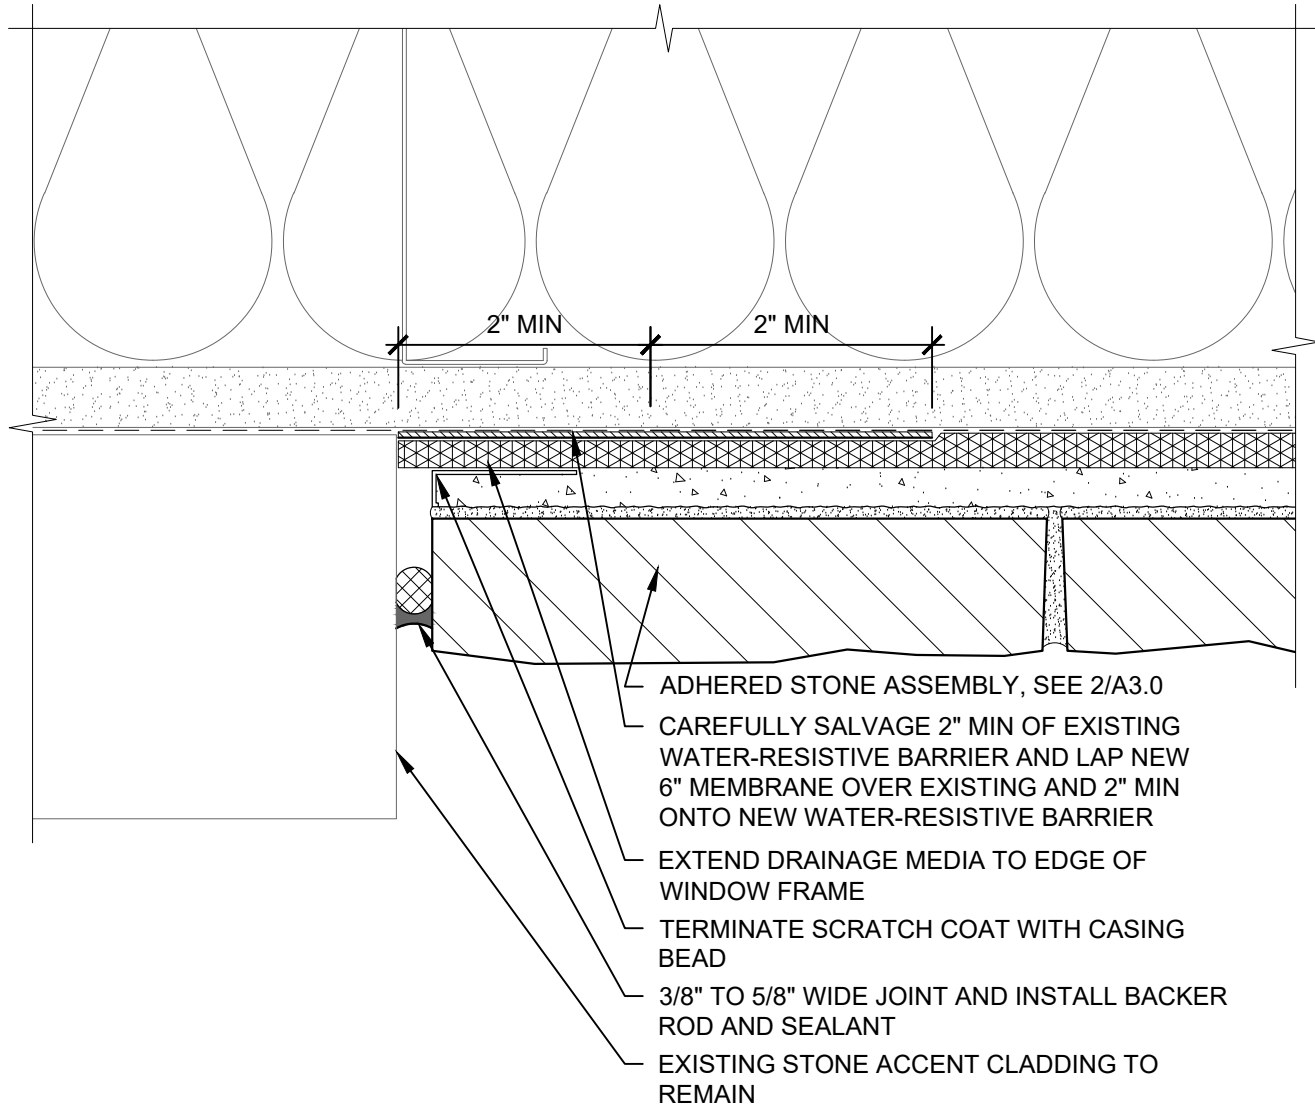 2" MIN 2" MIN
ADHERED STONE ASSEMBLY, SEE 2/A3.0
CAREFULLY SALVAGE 2" MIN OF EXISTING
WATER-RESISTIVE BARRIER AND LAP NEW
6" MEMBRANE OVER EXISTING AND 2" MIN
ONTO NEW WATER-RESISTIVE BARRIER
EXTEND DRAINAGE MEDIA TO EDGE OF
WINDOW FRAME
TERMINATE SCRATCH COAT WITH CASING
BEAD
3/8" TO 5/8" WIDE JOINT AND INSTALL BACKER
ROD AND SEALANT
EXISTING STONE ACCENT CLADDING TO
REMAIN